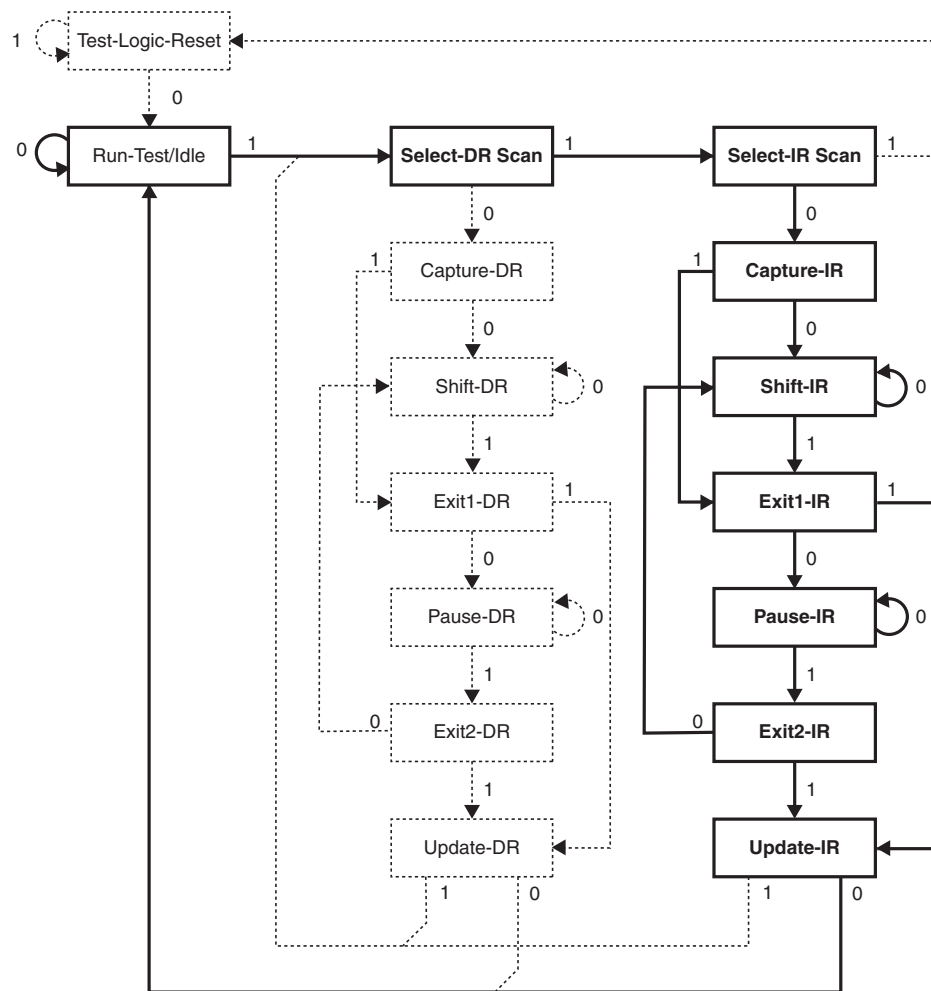 1
Test-Logic-Reset
0
0
Run-Test/Idle
1
Select-DR Scan
1
Select-IR Scan
1
0
0
1
Capture-DR
1
Capture-IR
0
0
Shift-DR
0
Shift-IR
0
1
1
Exit1-DR
1
Exit1-IR
1
0
0
Pause-DR
0
Pause-IR
0
1
1
0
Exit2-DR
0
Exit2-IR
1
1
Update-DR
Update-IR
1
0
1
0